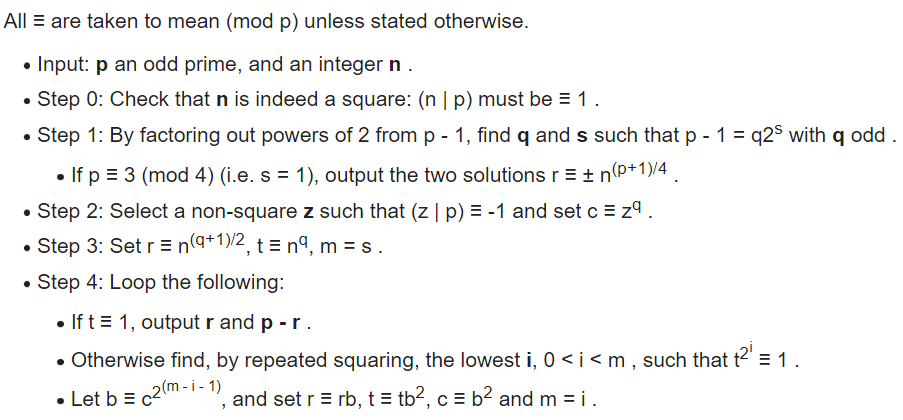 All ≡ are taken to mean (mod p) unless stated otherwise.
• Input: p an odd prime, and an integer n .
• Step 0: Check that n is indeed a square: (n | p) must be ≡ 1 .
• Step 1: By factoring out powers of 2 from p - 1, find q and s such that p - 1 = q2^s with q odd .
• If p ≡ 3 (mod 4) (i.e. s = 1), output the two solutions r ≡ ± n^(p+1)/4 .
• Step 2: Select a non-square z such that (z | p) ≡ -1 and set c ≡ z^q .
• Step 3: Set r ≡ n^(q+1)/2, t ≡ n^q, m = s .
• Step 4: Loop the following:
• If t ≡ 1, output r and p - r .
• Otherwise find, by repeated squaring, the lowest i, 0 < i < m , such that t^2^i ≡ 1 .
• Let b ≡ c^2^(m - i - 1), and set r ≡ rb, t ≡ tb^2, c ≡ b^2 and m = i .